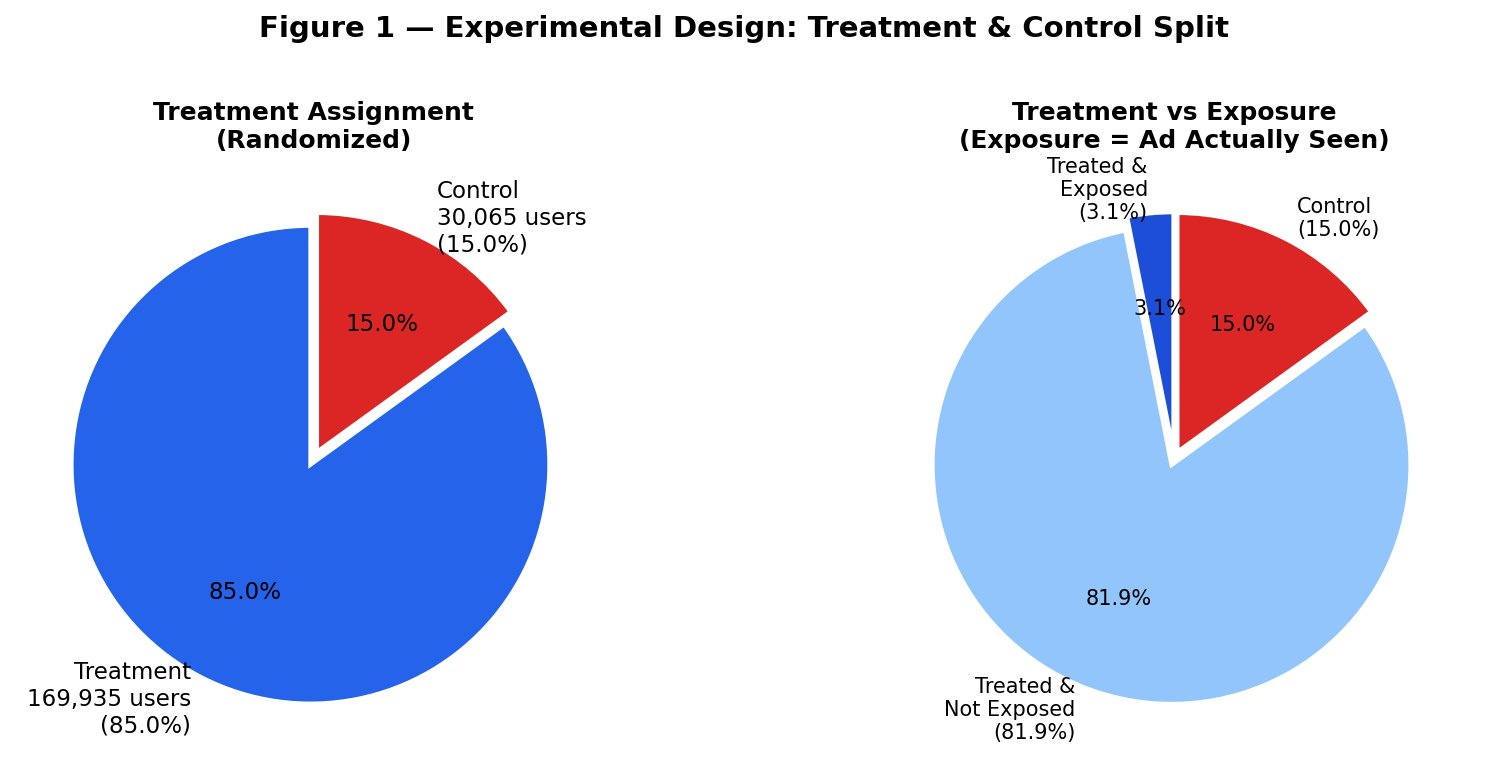 Figure 1 — Experimental Design: Treatment & Control Split
Treatment Assignment
(Randomized)
Control
30,065 users
(15.0%)
15.0%
85.0%
Treatment
169,935 users
(85.0%)
Treatment vs Exposure
(Exposure = Ad Actually Seen)
Treated &
Exposed
(3.1%)
Control
(15.0%)
3.1%
15.0%
81.9%
Treated &
Not Exposed
(81.9%)